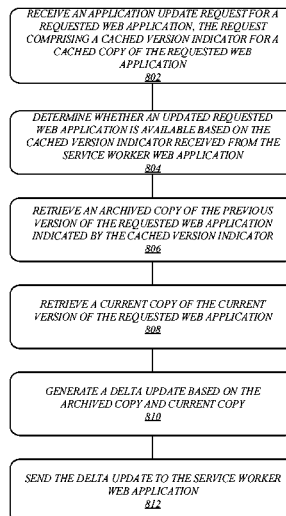 RECEIVE AN APPLICATION UPDATE REQUEST FOR A
REQUESTED WEB APPLICATION, THE REQUEST
COMPRISING A CACHED VERSION INDICATOR FOR A
CACHED COPY OF THE REQUESTED WEB
APPLICATION
802
DETERMINE WHETHER AN UPDATED REQUESTED
WEB APPLICATION IS AVAILABLE BASED ON THE
CACHED VERSION INDICATOR RECEIVED FROM THE
SERVICE WORKER WEB APPLICATION
804
RETRIEVE AN ARCHIVED COPY OF THE PREVIOUS
VERSION OF THE REQUESTED WEB APPLICATION
INDICATED BY THE CACHED VERSION INDICATOR
806
RETRIEVE A CURRENT COPY OF THE CURRENT
VERSION OF THE REQUESTED WEB APPLICATION
808
GENERATE A DELTA UPDATE BASED ON THE
ARCHIVED COPY AND CURRENT COPY
810
SEND THE DELTA UPDATE TO THE SERVICE WORKER
WEB APPLICATION
812